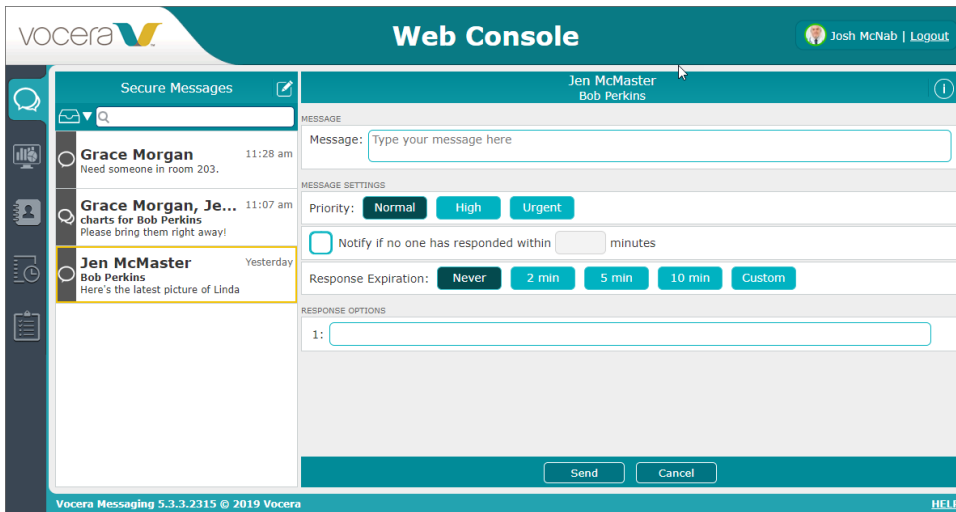 vocera
Web Console
Josh McNab | Logout
Secure Messages
Jen McMaster
Bob Perkins
Grace Morgan 11:28 am
Need someone in room 203.
Grace Morgan, Je... 11:07 am
charts for Bob Perkins
Please bring them right away!
Jen McMaster Yesterday
Bob Perkins
Here's the latest picture of Linda
MESSAGE
Message: Type your message here
MESSAGE SETTINGS
Priority: Normal High Urgent
Notify if no one has responded within minutes
Response Expiration: Never 2 min 5 min 10 min Custom
RESPONSE OPTIONS
1:
Send Cancel
Vocera Messaging 5.3.3.2315 © 2019 Vocera
HELP